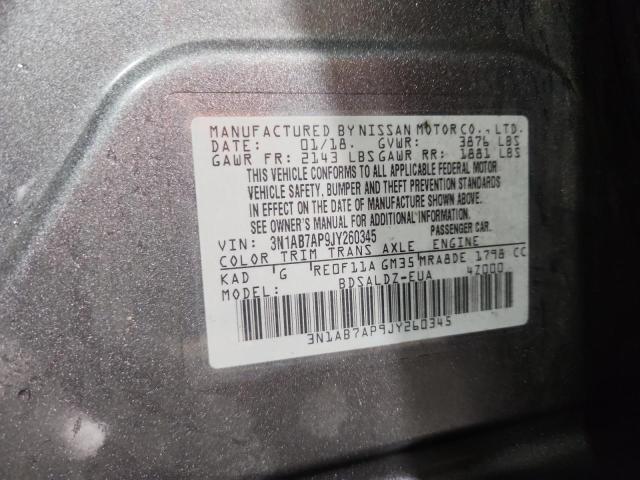 MANUFACTURED BY NISSAN MOTOR CO., LTD.
DATE: 01/18. GVWR: 3876 LBS
GAWR FR: 2143 LBS GAWR RR: 1881 LBS
THIS VEHICLE CONFORMS TO ALL APPLICABLE FEDERAL MOTOR
VEHICLE SAFETY, BUMPER AND THEFT PREVENTION STANDARDS
IN EFFECT ON THE DATE OF MANUFACTURE SHOWN ABOVE.
SEE OWNER'S MANUAL FOR ADDITIONAL INFORMATION.
VIN: 3N1AB7AP9JY260345 PASSENGER CAR.
COLOR TRIM TRANS AXLE ENGINE
KAD G RE0F11A GM35 MRA8DE 1798 CC
MODEL: BDSALDZ-EUA 47000
3N1AB7AP9JY260345